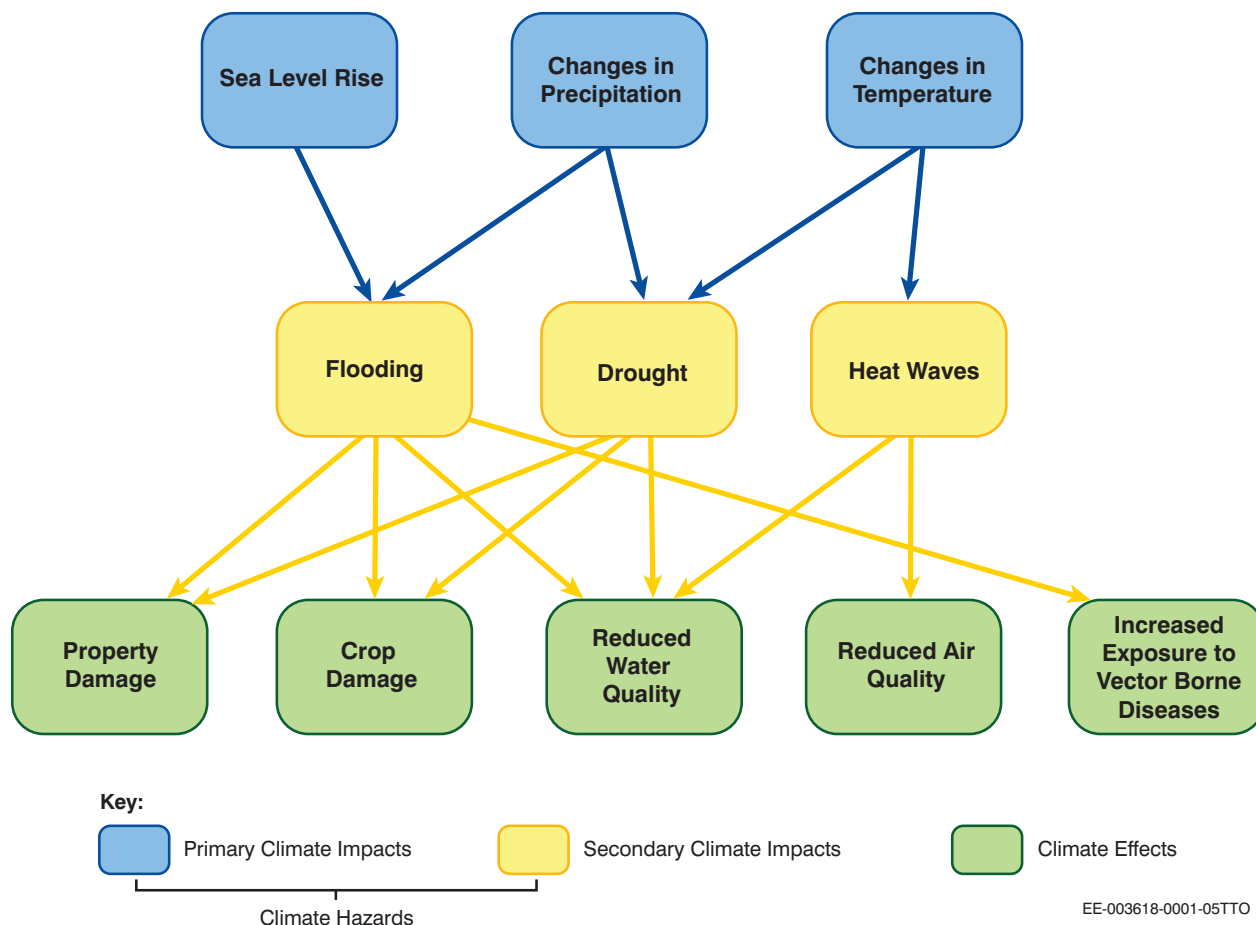 Sea Level Rise
Changes in
Precipitation
Changes in
Temperature
Flooding
Drought
Heat Waves
Property
Damage
Crop
Damage
Reduced
Water
Quality
Reduced Air
Quality
Increased
Exposure to
Vector Borne
Diseases
Key:
Primary Climate Impacts
Secondary Climate Impacts
Climate Effects
Climate Hazards
EE-003618-0001-05TTO